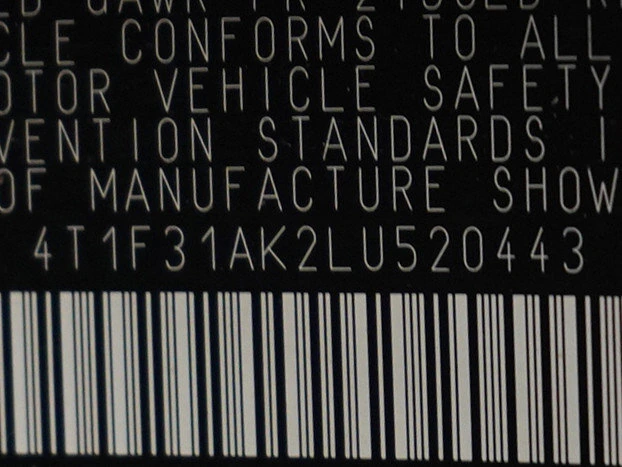 CLE CONFORMS TO ALL
OTOR VEHICLE SAFETY
VENTION STANDARDS I
OF MANUFACTURE SHOW
4T1F31AK2LU520443